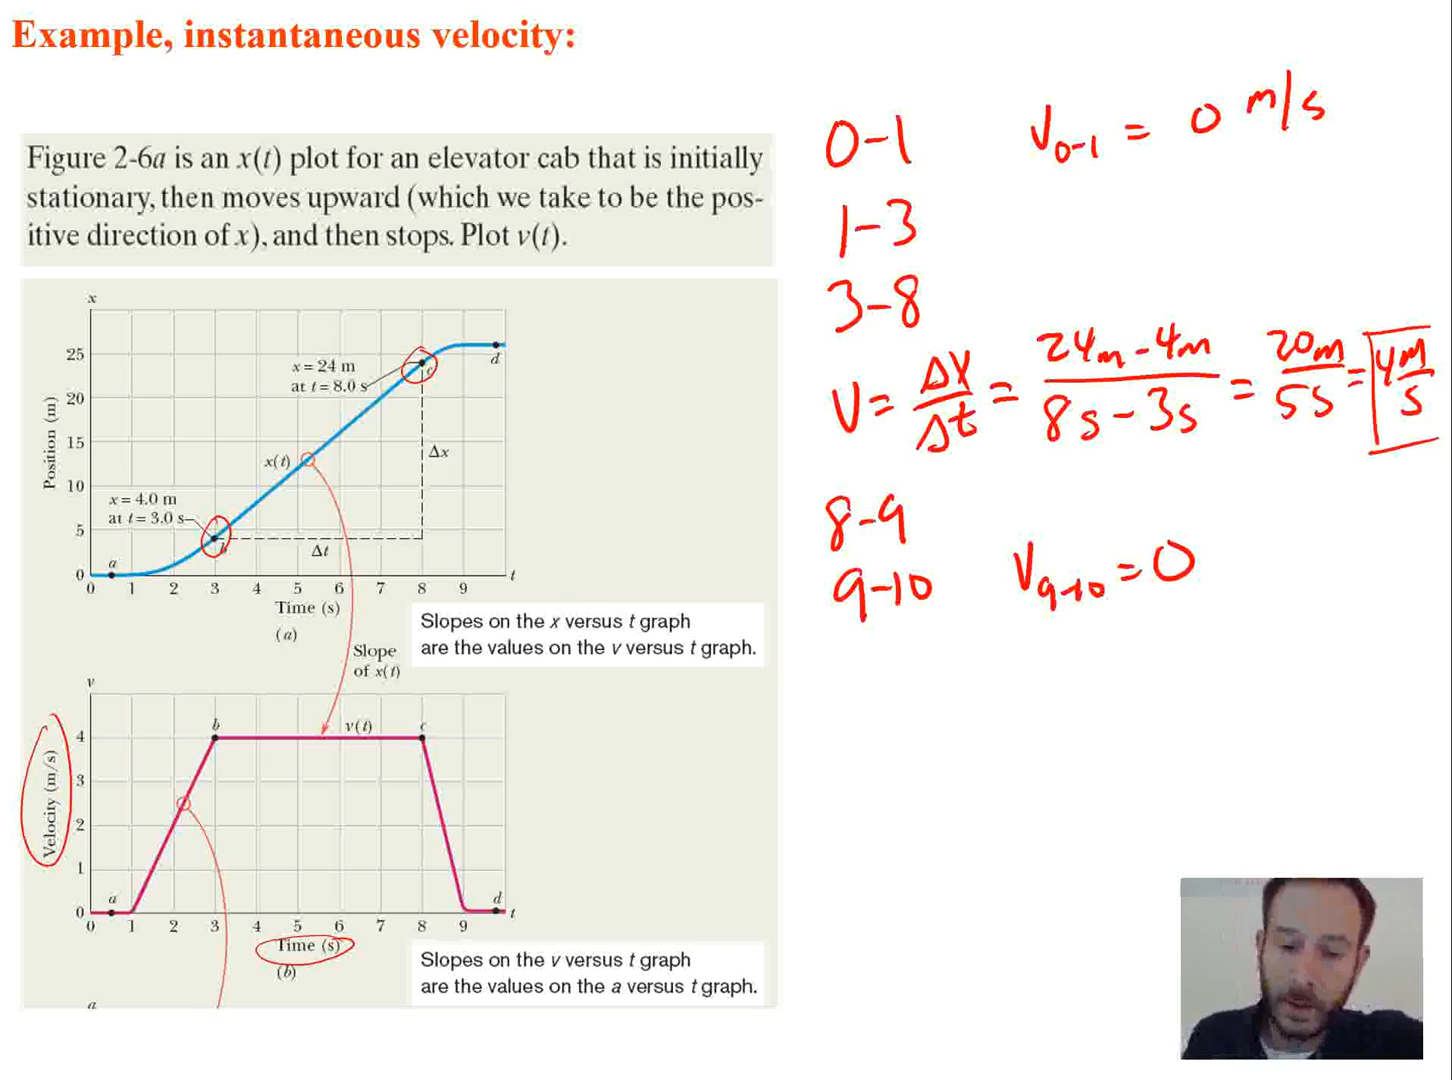 Example, instantaneous velocity:
Figure 2-6a is an x(t) plot for an elevator cab that is initially
stationary, then moves upward (which we take to be the pos-
itive direction of x), and then stops. Plot v(t).
x
Position (m)
25
20
15
10
5
0
x = 24 m
at t = 8.0 s
x(t)
x = 4.0 m
at t = 3.0 s
a
b
c
d
Δx
Δt
0 1 2 3 4 5 6 7 8 9 t
Time (s)
(a)
Slope
of x(t)
Slopes on the x versus t graph
are the values on the v versus t graph.
v
Velocity (m/s)
4
3
2
1
0
a
b
v(t)
c
d
0 1 2 3 4 5 6 7 8 9 t
Time (s)
(b)
Slopes on the v versus t graph
are the values on the a versus t graph.
0-1 V0-1 = 0 m/s
1-3
3-8
V = ΔX/Δt = 24m-4m/8s-3s = 20m/5s = 4m/s
8-9
9-10 V9-10 = 0